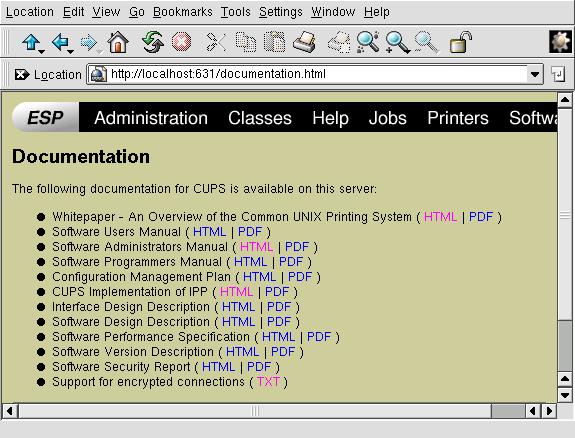 Location Edit View Go Bookmarks Tools Settings Window Help
Location http://localhost:631/documentation.html
ESP Administration Classes Help Jobs Printers Softwa
Documentation
The following documentation for CUPS is available on this server:
Whitepaper - An Overview of the Common UNIX Printing System ( HTML | PDF )
Software Users Manual ( HTML | PDF )
Software Administrators Manual ( HTML | PDF )
Software Programmers Manual ( HTML | PDF )
Configuration Management Plan ( HTML | PDF )
CUPS Implementation of IPP ( HTML | PDF )
Interface Design Description ( HTML | PDF )
Software Design Description ( HTML | PDF )
Software Performance Specification ( HTML | PDF )
Software Version Description ( HTML | PDF )
Software Security Report ( HTML | PDF )
Support for encrypted connections ( TXT )